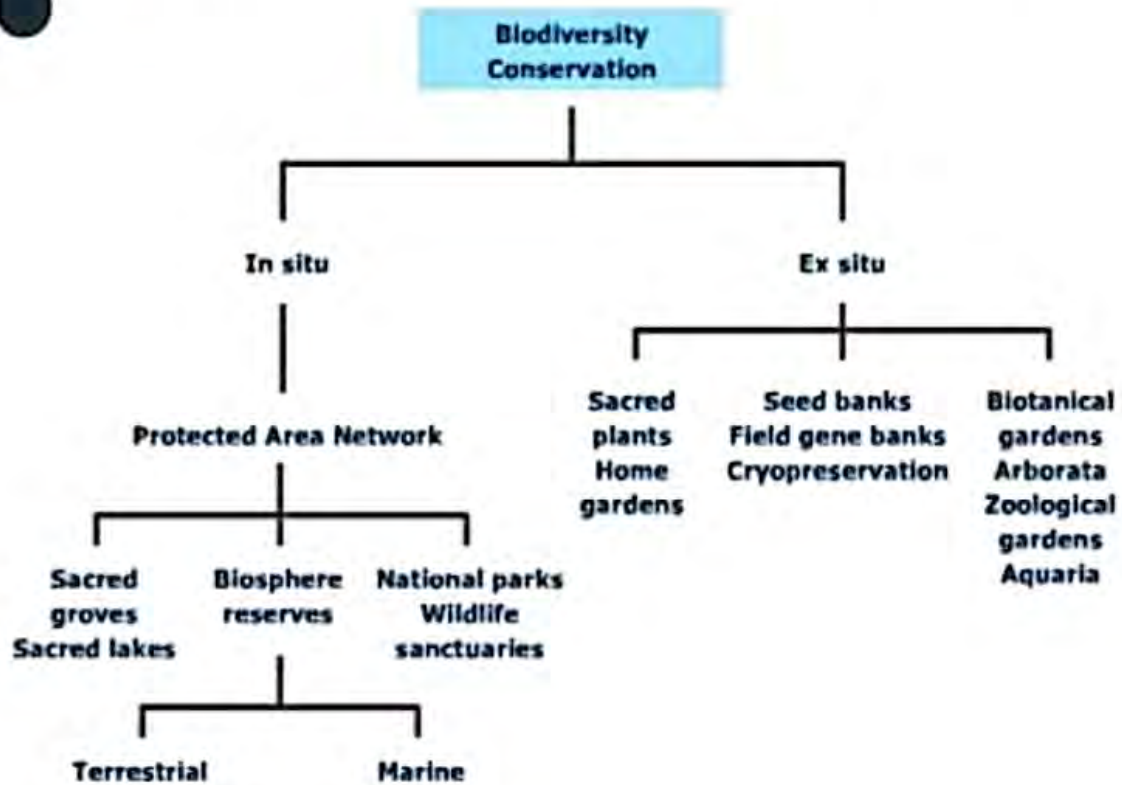 Biodiversity
Conservation
In situ
Ex situ
Protected Area Network
Sacred
plants
Home
gardens
Seed banks
Field gene banks
Cryopreservation
Biotanical
gardens
Arborata
Zoological
gardens
Aquaria
Sacred
groves
Sacred lakes
Biosphere
reserves
National parks
Wildlife
sanctuaries
Terrestrial
Marine